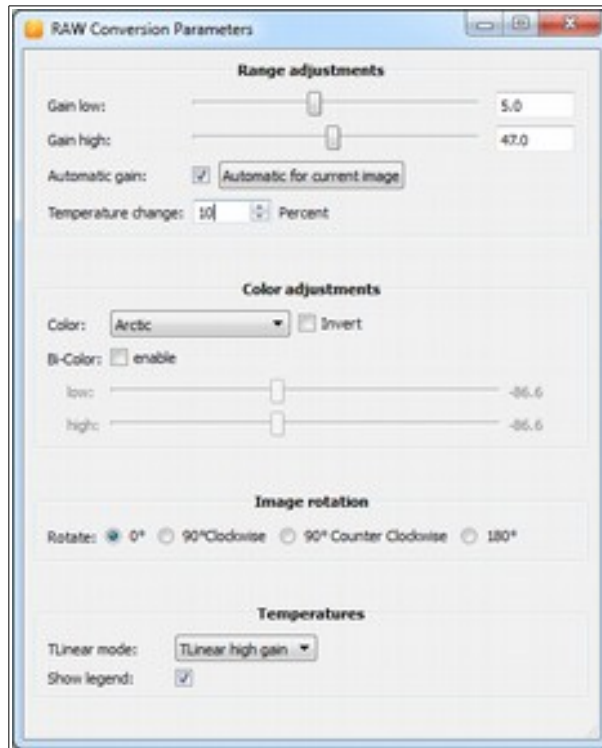 RAW Conversion Parameters
Range adjustments
Gain low: 5.0
Gain high: 47.0
Automatic gain: Automatic for current image
Temperature change: 10 Percent
Color adjustments
Color: Arctic Invert
Bi-Color: enable
low: -86.6
high: -86.6
Image rotation
Rotate: 0° 90°Clockwise 90° Counter Clockwise 180°
Temperatures
TLinear mode: TLinear high gain
Show legend: